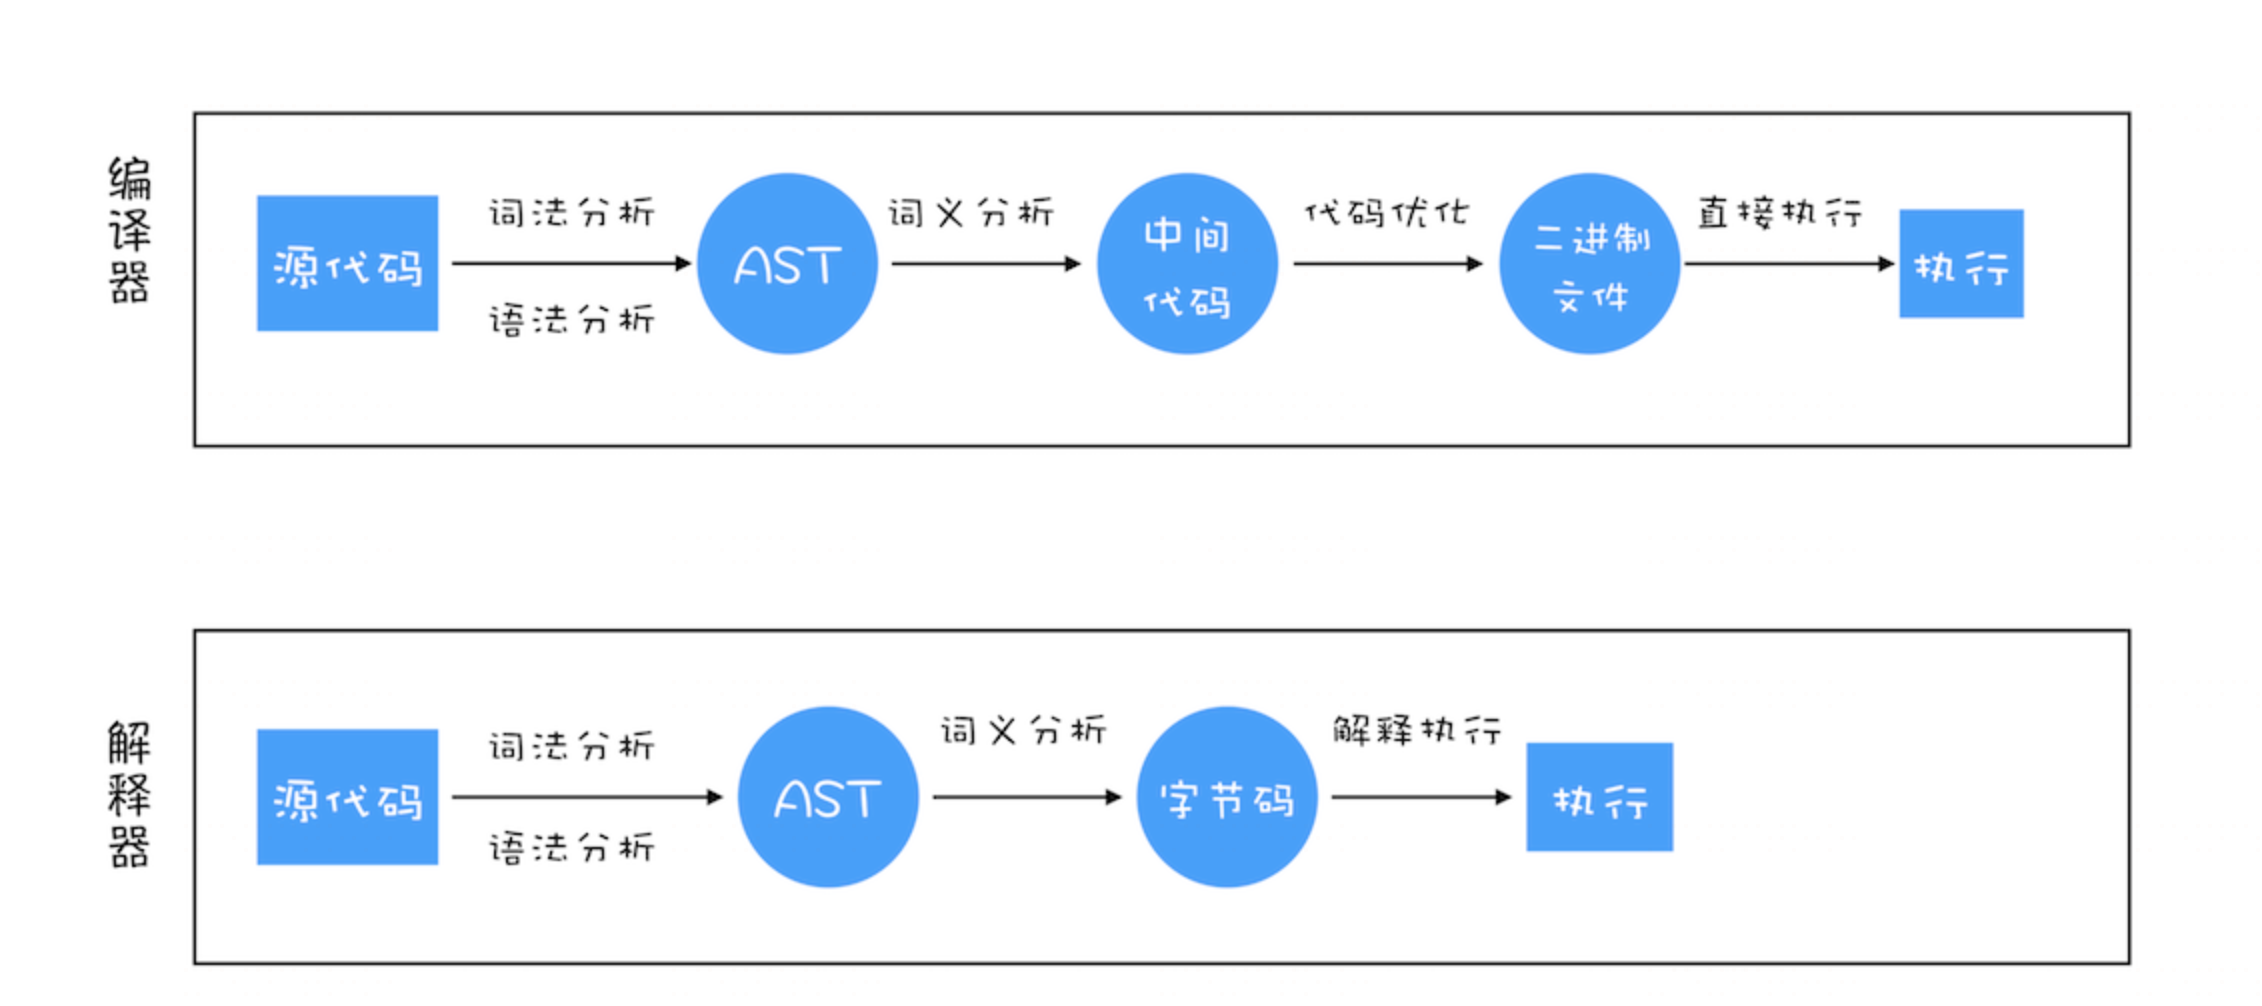 编译器
源代码
词法分析
语法分析
AST
词义分析
中间
代码
代码优化
二进制
文件
直接执行
执行
解释器
源代码
词法分析
语法分析
AST
词义分析
字节码
解释执行
执行